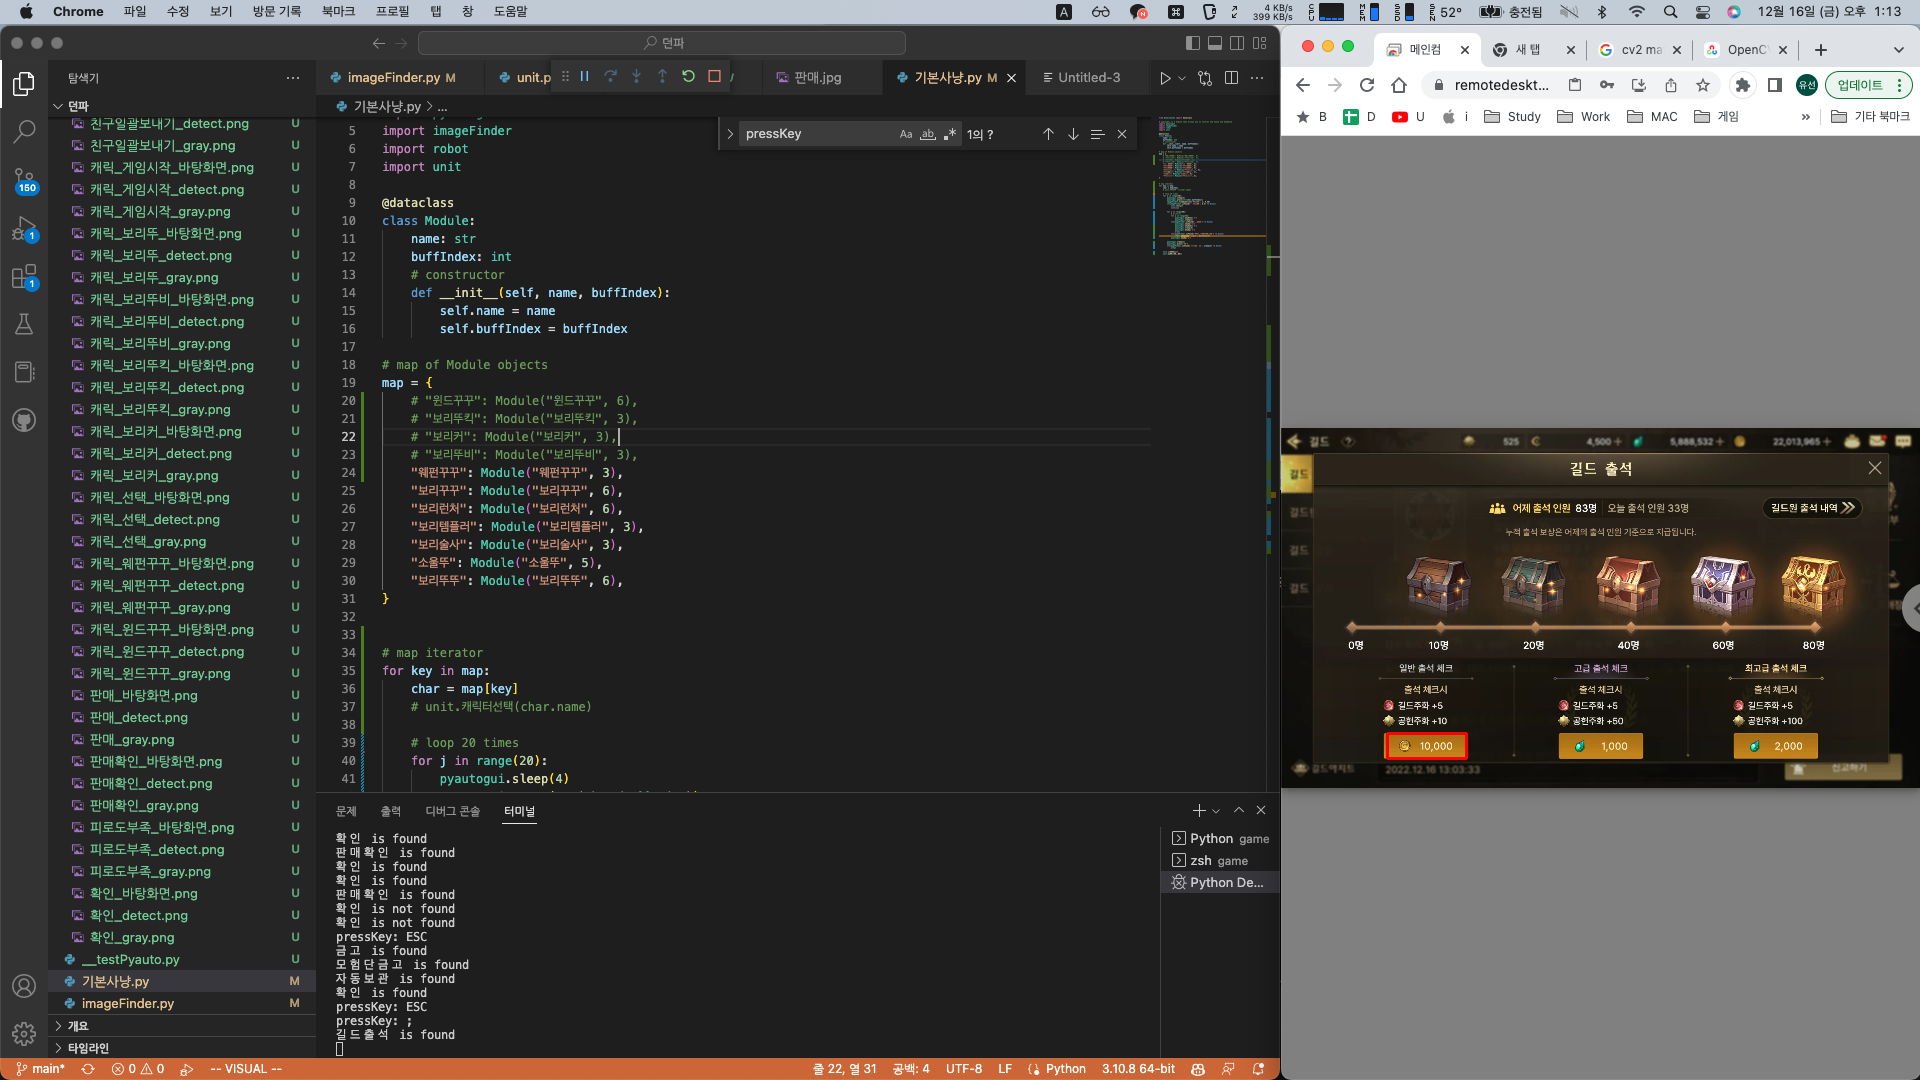 Chrome 파일 수정 보기 방문 기록 북마크 프로필 탭 창 도움말
4 KB/s
399 KB/s
52° 충전됨 12월 16일 (금) 오후 1:13
던파
탐색기
던파
친구일괄보내기_detect.png U
친구일괄보내기_gray.png U
캐릭_게임시작_바탕화면.png U
캐릭_게임시작_detect.png U
캐릭_게임시작_gray.png U
캐릭_보리뚜_바탕화면.png U
캐릭_보리뚜_detect.png U
캐릭_보리뚜_gray.png U
캐릭_보리뚜비_바탕화면.png U
캐릭_보리뚜비_detect.png U
캐릭_보리뚜비_gray.png U
캐릭_보리뚜킥_바탕화면.png U
캐릭_보리뚜킥_detect.png U
캐릭_보리뚜킥_gray.png U
캐릭_보리커_바탕화면.png U
캐릭_보리커_detect.png U
캐릭_보리커_gray.png U
캐릭_선택_바탕화면.png U
캐릭_선택_detect.png U
캐릭_선택_gray.png U
캐릭_웨펀꾸꾸_바탕화면.png U
캐릭_웨펀꾸꾸_detect.png U
캐릭_웨펀꾸꾸_gray.png U
캐릭_윈드꾸꾸_바탕화면.png U
캐릭_윈드꾸꾸_detect.png U
캐릭_윈드꾸꾸_gray.png U
판매_바탕화면.png U
판매_detect.png U
판매_gray.png U
판매확인_바탕화면.png U
판매확인_detect.png U
판매확인_gray.png U
피로도부족_바탕화면.png U
피로도부족_detect.png U
피로도부족_gray.png U
확인_바탕화면.png U
확인_detect.png U
확인_gray.png U
__testPyauto.py U
기본사냥.py M
imageFinder.py M
개요
타임라인
150
1
1
imageFinder.py M
unit.p
판매.jpg
기본사냥.py M
Untitled-3
기본사냥.py > ...
pressKey Aa ab 1의 ?
5 import imageFinder
6 import robot
7 import unit
8
9 @dataclass
10 class Module:
11 name: str
12 buffIndex: int
13 # constructor
14 def __init__(self, name, buffIndex):
15 self.name = name
16 self.buffIndex = buffIndex
17
18 # map of Module objects
19 map = {
20 # "윈드꾸꾸": Module("윈드꾸꾸", 6),
21 # "보리뚜킥": Module("보리뚜킥", 3),
22 # "보리커": Module("보리커", 3),
23 # "보리뚜비": Module("보리뚜비", 3),
24 "웨펀꾸꾸": Module("웨펀꾸꾸", 3),
25 "보리꾸꾸": Module("보리꾸꾸", 6),
26 "보리런처": Module("보리런처", 6),
27 "보리템플러": Module("보리템플러", 3),
28 "보리술사": Module("보리술사", 3),
29 "소울뚜": Module("소울뚜", 5),
30 "보리뚜뚜": Module("보리뚜뚜", 6),
31 }
32
33
34 # map iterator
35 for key in map:
36 char = map[key]
37 # unit.캐릭터선택(char.name)
38
39 # loop 20 times
40 for j in range(20):
41 pyautogui.sleep(4)
문제 출력 디버그 콘솔 터미널
확인 is found
판매확인 is found
확인 is found
확인 is found
판매확인 is found
확인 is not found
확인 is not found
pressKey: ESC
금고 is found
모험단금고 is found
자동보관 is found
확인 is found
pressKey: ESC
pressKey: ;
길드출석 is found
Python game
zsh game
Python De...
main* 0 0 -- VISUAL -- 줄 22, 열 31 공백: 4 UTF-8 LF Python 3.10.8 64-bit
메인컴 새 탭 cv2 ma OpenC
remotedeskt... 유선 업데이트
B D U i Study Work MAC 게임 » 기타 북마크
길드 525 4,500 + 5,888,532 + 22,013,965 +
길드 출석
어제 출석 인원 83명 오늘 출석 인원 33명
길드원 출석 내역
누적 출석 보상은 어제의 출석 인원 기준으로 지급됩니다.
0명 10명 20명 40명 60명 80명
일반 출석 체크 고급 출석 체크 최고급 출석 체크
출석 체크시 출석 체크시 출석 체크시
길드주화 +5 길드주화 +5 길드주화 +5
공헌주화 +10 공헌주화 +50 공헌주화 +100
10,000 1,000 2,000
길드아지트 2022.12.16 13:03:33 신고하기